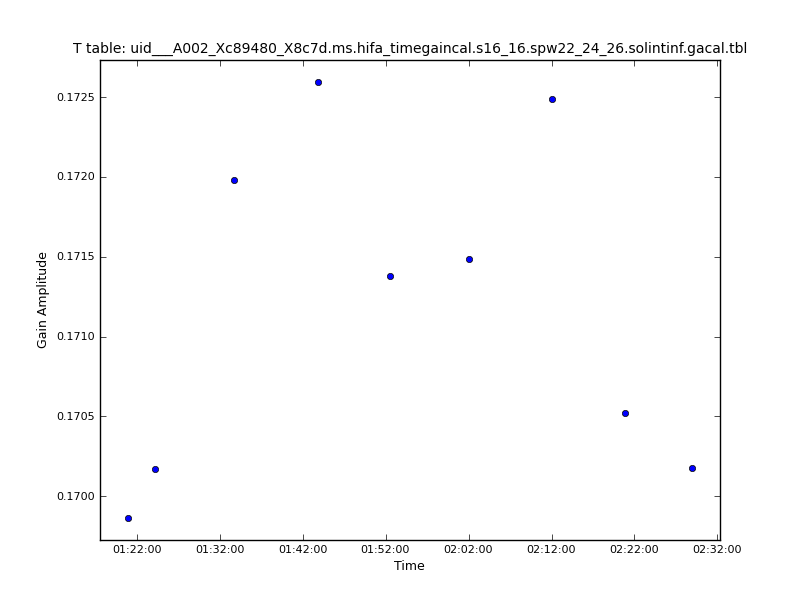 T table: uid___A002_Xc89480_X8c7d.ms.hifa_timegaincal.s16_16.spw22_24_26.solintinf.gacal.tbl
0.1725
0.1720
0.1715
0.1710
0.1705
0.1700
Gain Amplitude
01:22:00 01:32:00 01:42:00 01:52:00 02:02:00 02:12:00 02:22:00 02:32:00
Time